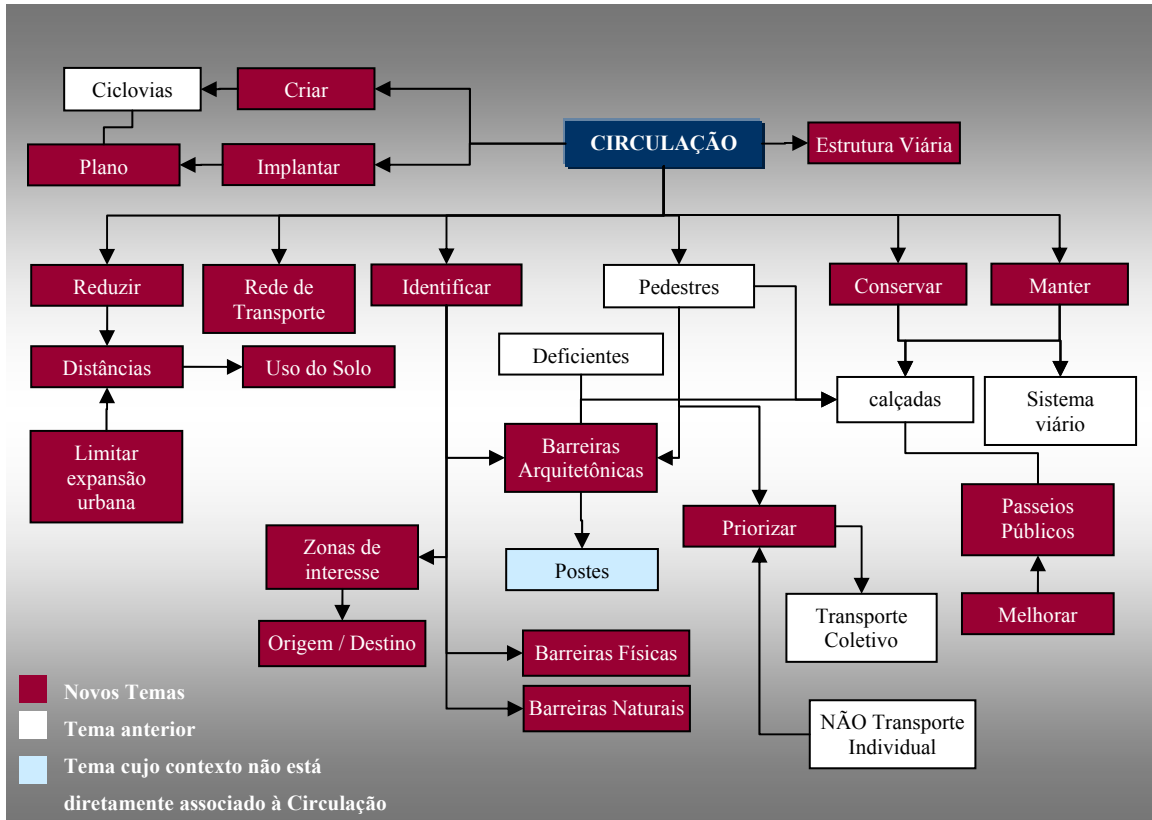 Ciclovias
Criar
CIRCULAÇÃO
Estrutura Viária
Plano
Implantar
Reduzir
Rede de
Transporte
Identificar
Pedestres
Conservar
Manter
Deficientes
Distâncias
Uso do Solo
calçadas
Sistema
viário
Limitar
expansão
urbana
Barreiras
Arquitetônicas
Passeios
Públicos
Priorizar
Zonas de
interesse
Postes
Melhorar
Transporte
Coletivo
Origem / Destino
Barreiras Físicas
Barreiras Naturais
NÃO Transporte
Individual
Novos Temas
Tema anterior
Tema cujo contexto não está
diretamente associado à Circulação